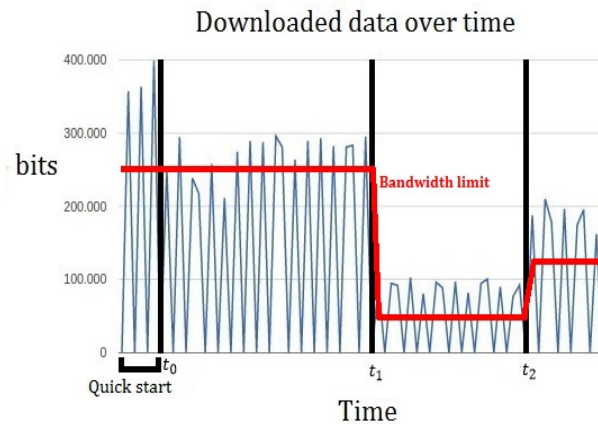 Downloaded data over time
400.000
300.000
bits
Bandwidth limit
200.000
100.000
0
t₀
t₁
t₂
Quick start
Time